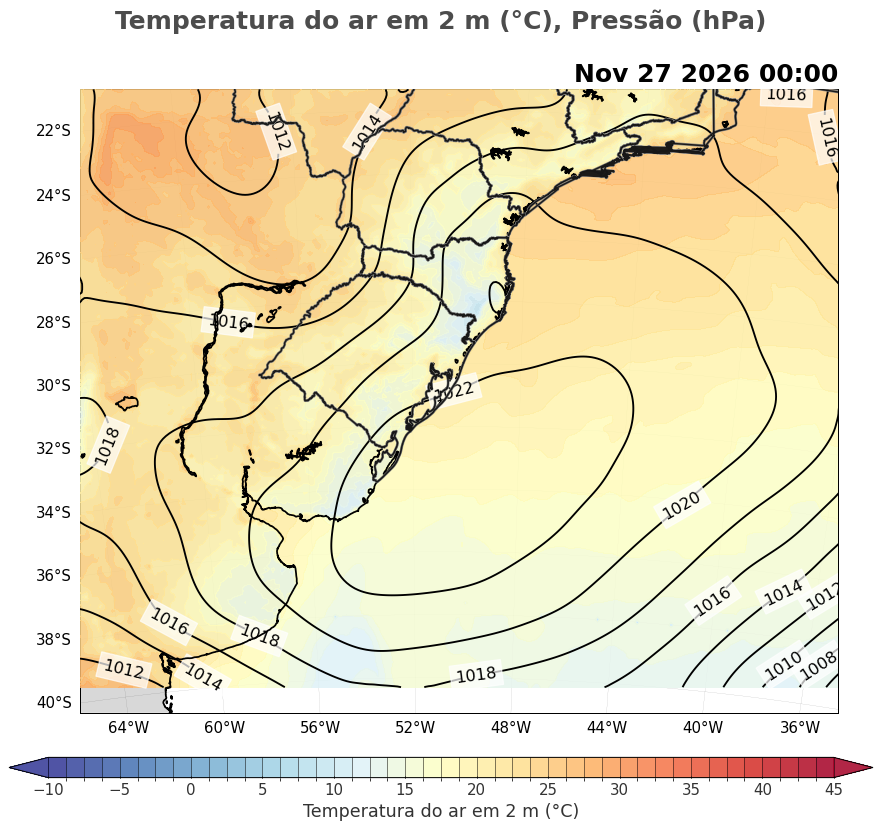 Temperatura do ar em 2 m (°C), Pressão (hPa)
Nov 27 2026 00:00
1016
1012
1014
1016
22°S
24°S
26°S
28°S
1016
30°S
1022
32°S
1018
34°S
1020
36°S
1016
1014
1012
1016
38°S
1018
1012
1014
1018
1010
1008
40°S
64°W
60°W
56°W
52°W
48°W
44°W
40°W
36°W
−10
−5
0
5
10
15
20
25
30
35
40
45
Temperatura do ar em 2 m (°C)